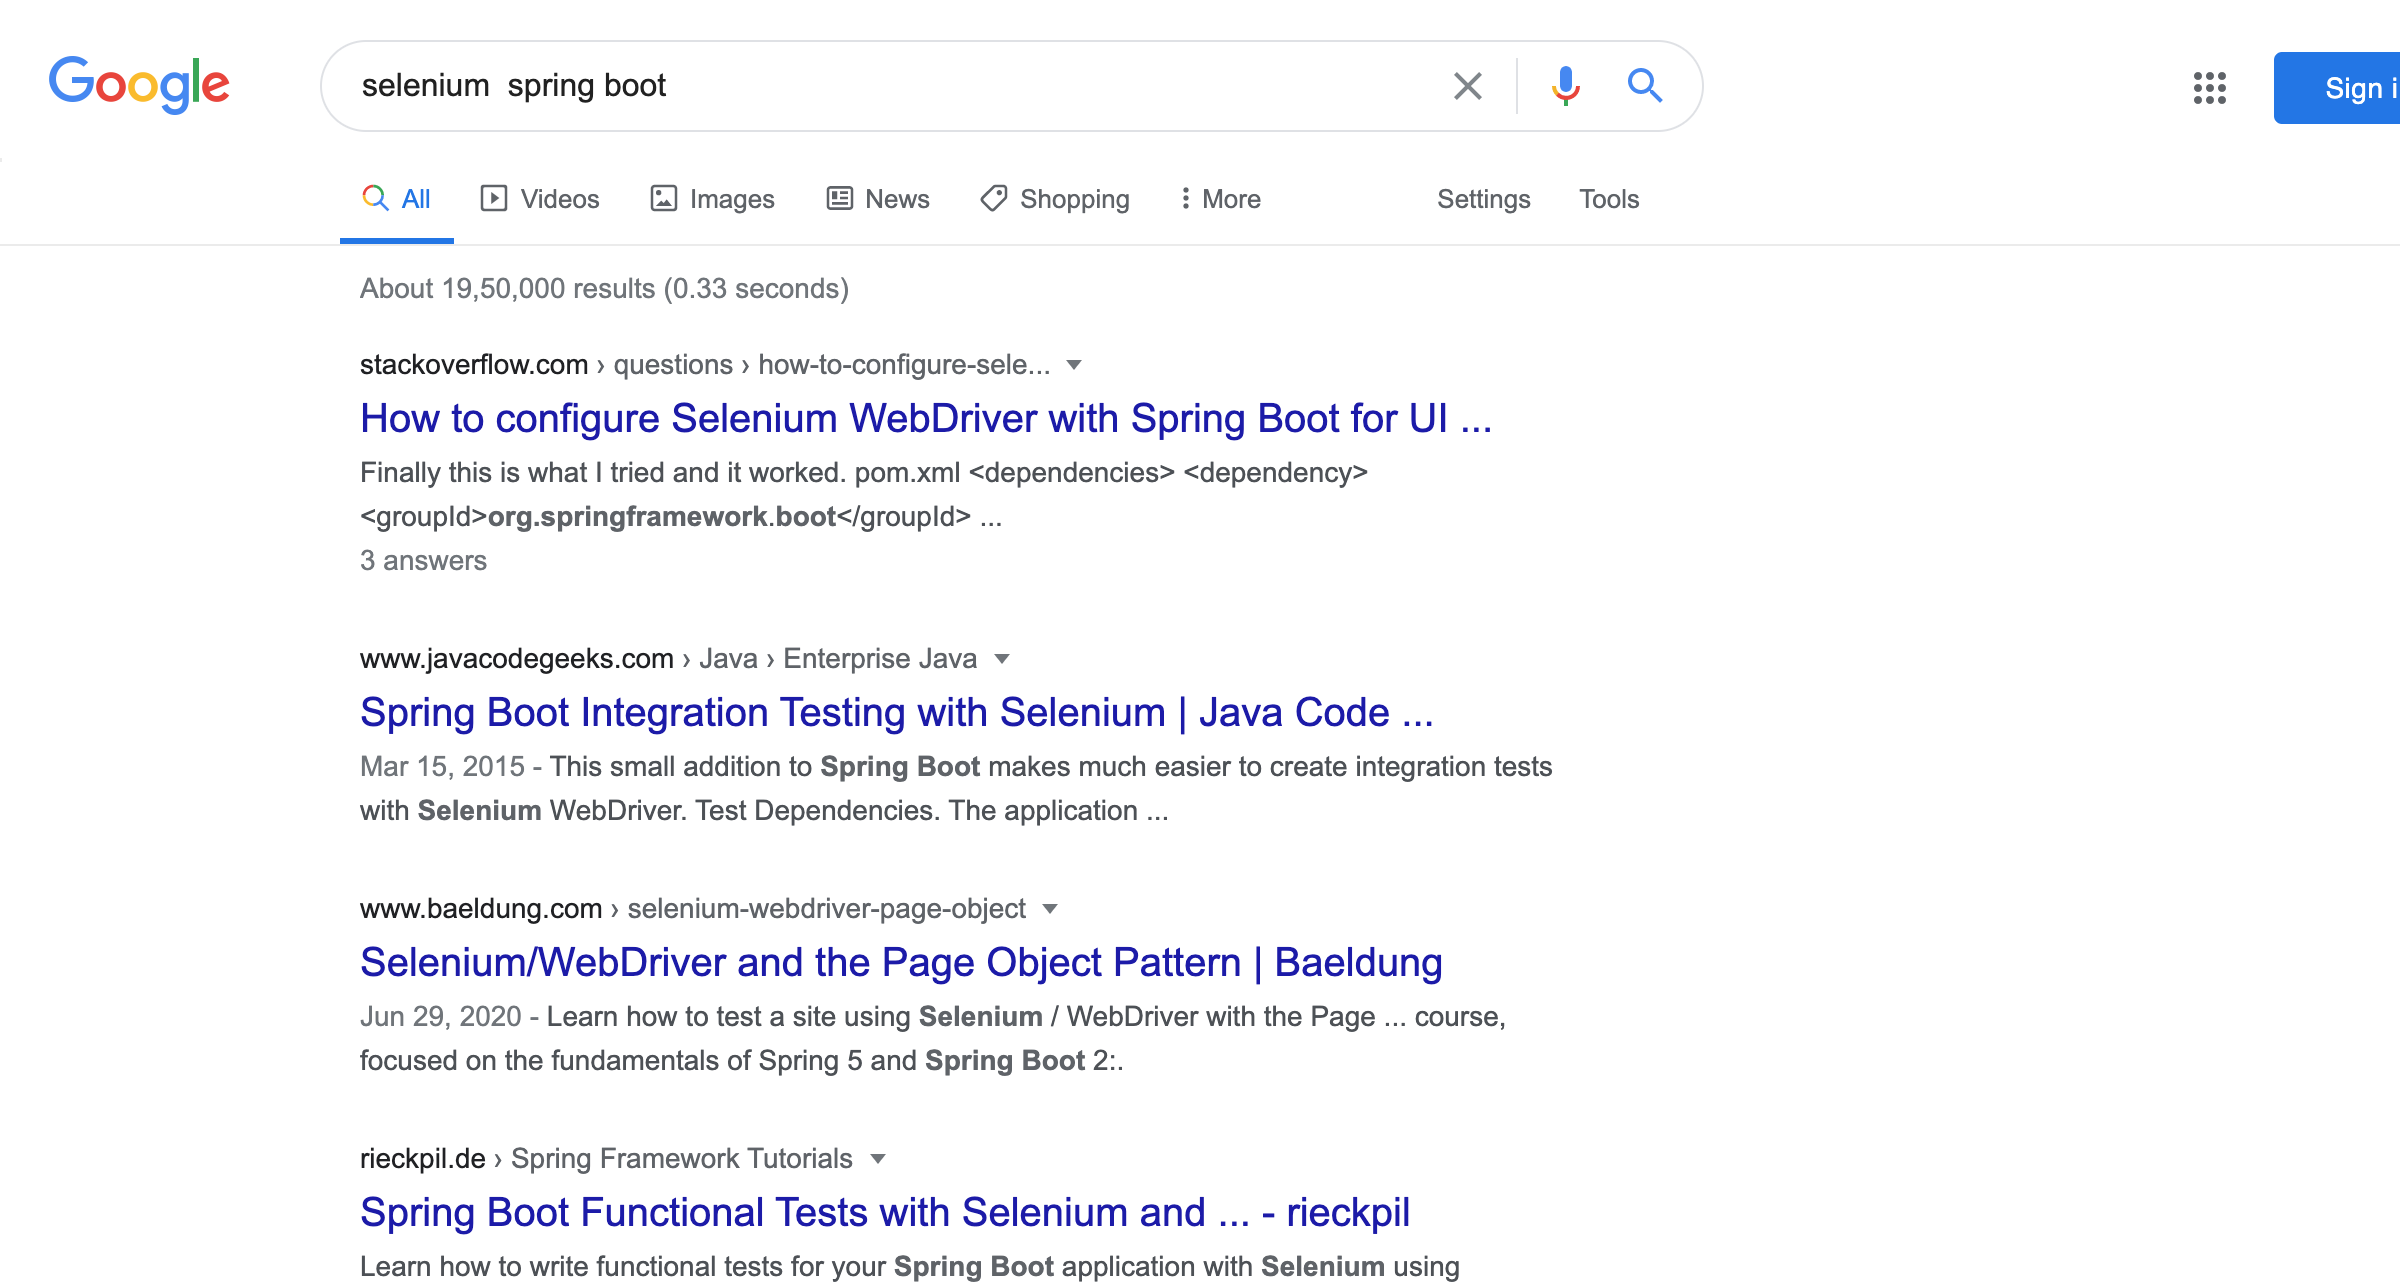 Google
selenium  spring boot
Sign i
All Videos Images News Shopping More Settings Tools
About 19,50,000 results (0.33 seconds)
stackoverflow.com › questions › how-to-configure-sele...
How to configure Selenium WebDriver with Spring Boot for UI ...
Finally this is what I tried and it worked. pom.xml <dependencies> <dependency>
<groupId>org.springframework.boot</groupId> ...
3 answers
www.javacodegeeks.com › Java › Enterprise Java
Spring Boot Integration Testing with Selenium | Java Code ...
Mar 15, 2015 - This small addition to Spring Boot makes much easier to create integration tests
with Selenium WebDriver. Test Dependencies. The application ...
www.baeldung.com › selenium-webdriver-page-object
Selenium/WebDriver and the Page Object Pattern | Baeldung
Jun 29, 2020 - Learn how to test a site using Selenium / WebDriver with the Page ... course,
focused on the fundamentals of Spring 5 and Spring Boot 2:.
rieckpil.de › Spring Framework Tutorials
Spring Boot Functional Tests with Selenium and ... - rieckpil
Learn how to write functional tests for your Spring Boot application with Selenium using